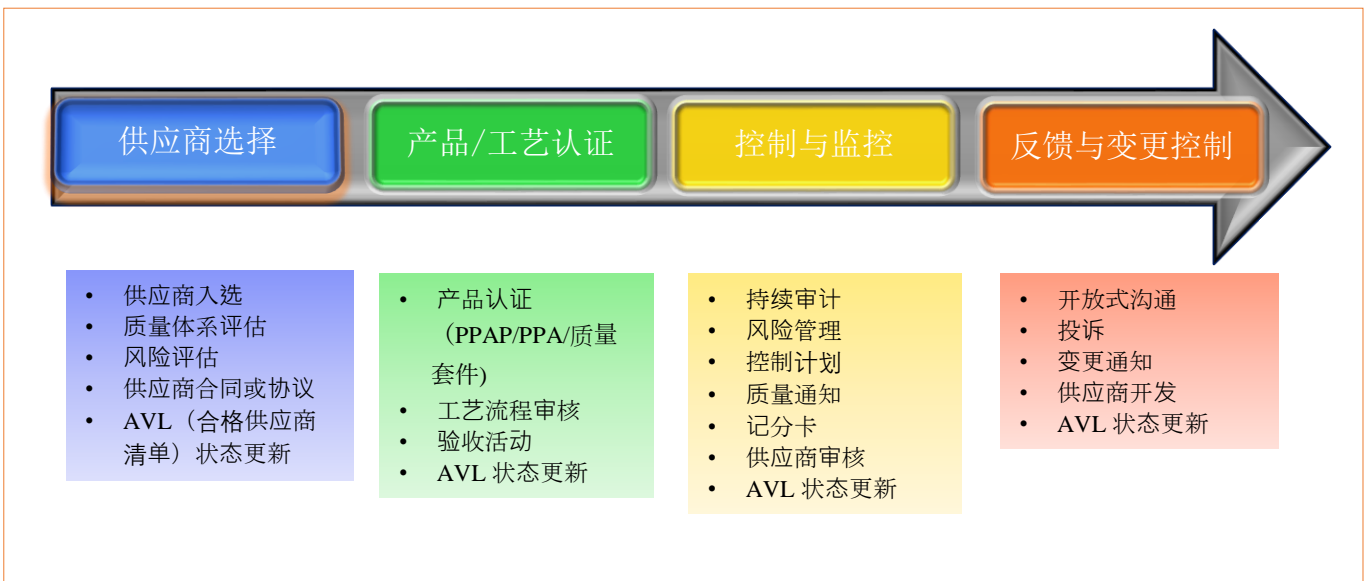 供应商选择
产品/工艺认证
控制与监控
反馈与变更控制
• 供应商入选
• 质量体系评估
• 风险评估
• 供应商合同或协议
• AVL（合格供应商
清单）状态更新
• 产品认证
（PPAP/PPA/质量
套件)
• 工艺流程审核
• 验收活动
• AVL 状态更新
• 持续审计
• 风险管理
• 控制计划
• 质量通知
• 记分卡
• 供应商审核
• AVL 状态更新
• 开放式沟通
• 投诉
• 变更通知
• 供应商开发
• AVL 状态更新